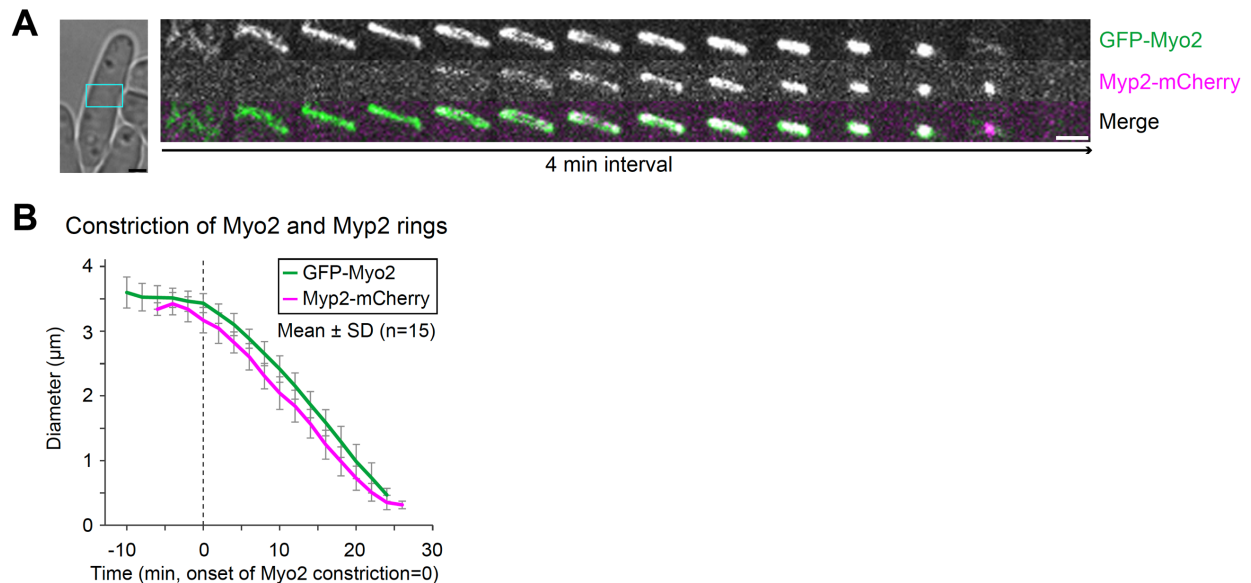 A
GFP-Myo2
Myp2-mCherry
Merge
4 min interval
B
Constriction of Myo2 and Myp2 rings
GFP-Myo2
Myp2-mCherry
Mean ± SD (n=15)
4
3
2
1
0
Diameter (µm)
-10 0 10 20 30
Time (min, onset of Myo2 constriction=0)